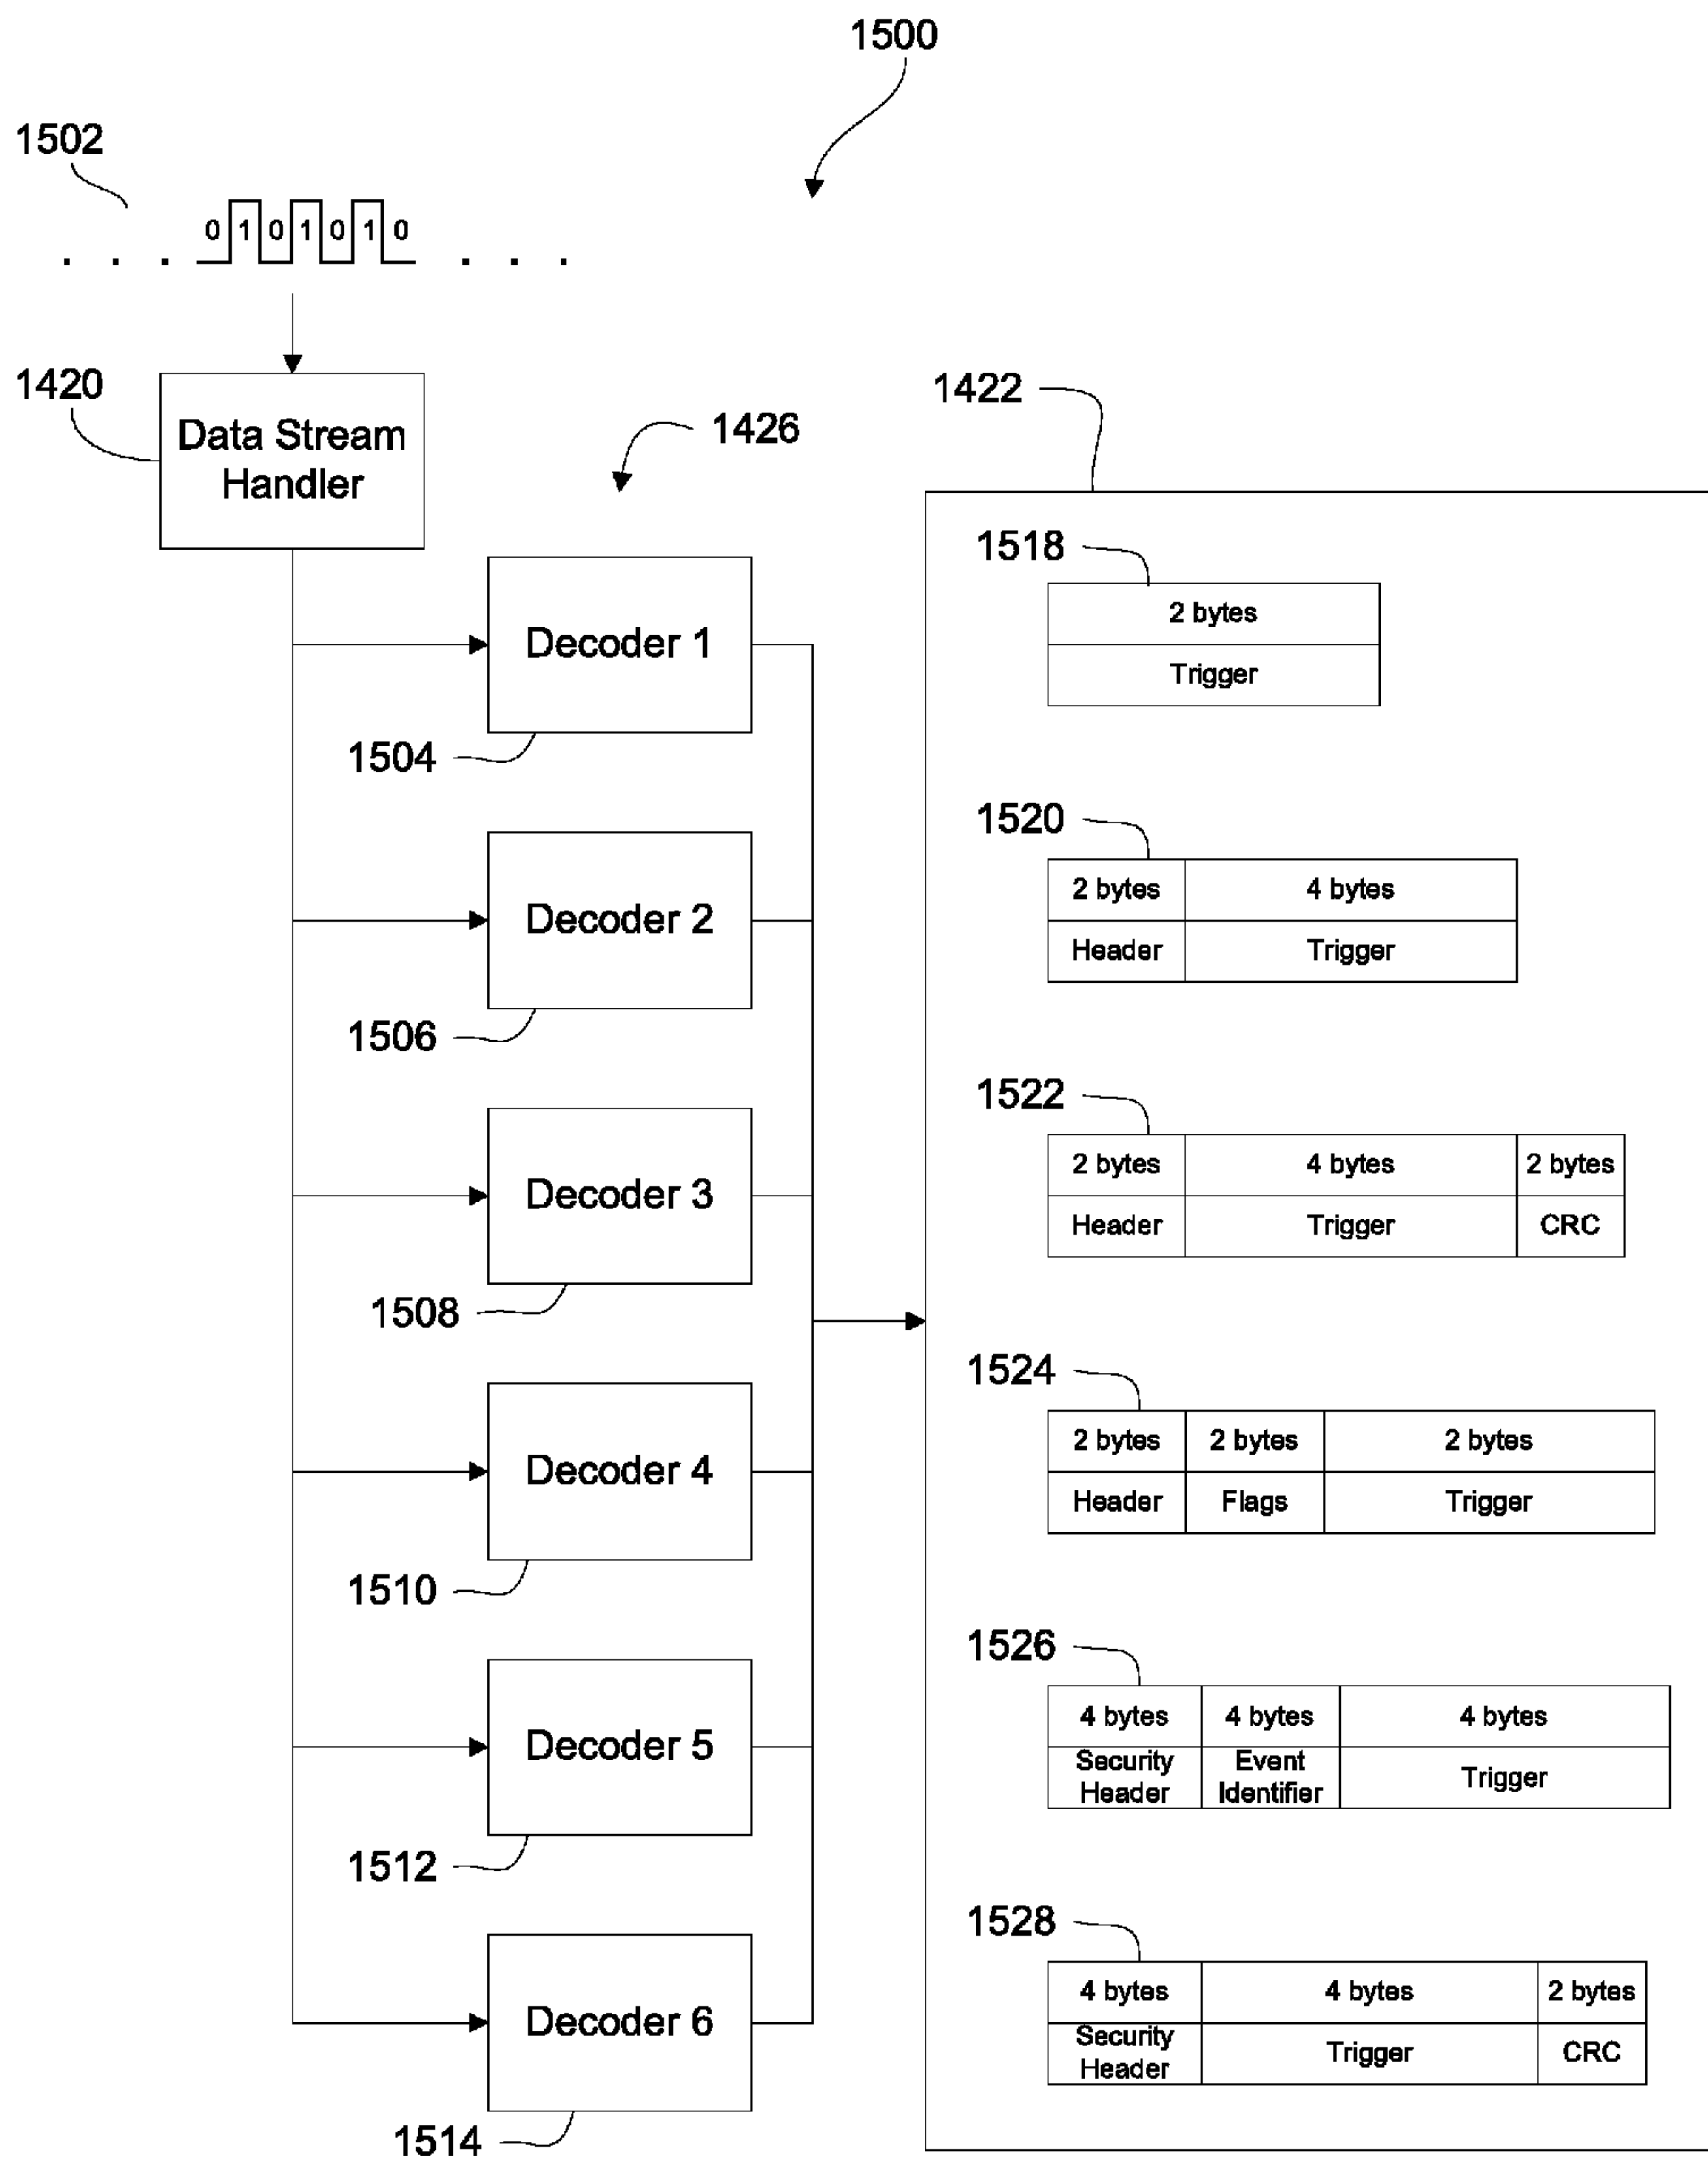 1500
1502
0 1 0 1 0 1 0
1420
Data Stream
Handler
1426
1422
Decoder 1
1504
Decoder 2
1506
Decoder 3
1508
Decoder 4
1510
Decoder 5
1512
Decoder 6
1514
1518
2 bytes
Trigger
1520
2 bytes 4 bytes
Header Trigger
1522
2 bytes 4 bytes 2 bytes
Header Trigger CRC
1524
2 bytes 2 bytes 2 bytes
Header Flags Trigger
1526
4 bytes 4 bytes 4 bytes
Security Header Event Identifier Trigger
1528
4 bytes 4 bytes 2 bytes
Security Header Trigger CRC